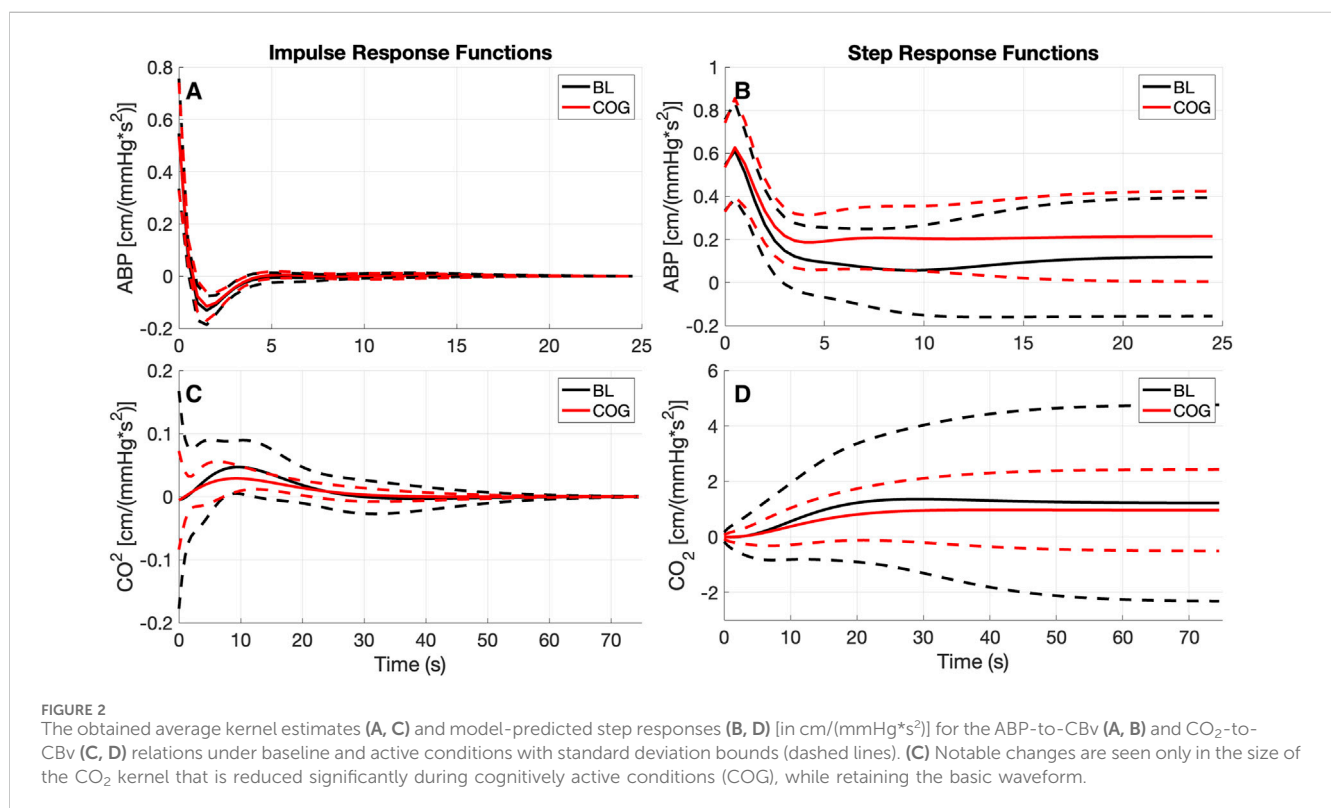 Impulse Response Functions
Step Response Functions
A
BL
COG
ABP [cm/(mmHg*s²)]
0.8
0.6
0.4
0.2
0
-0.2
0 5 10 15 20 25
B
BL
COG
ABP [cm/(mmHg*s²)]
1
0.8
0.6
0.4
0.2
0
-0.2
0 5 10 15 20 25
C
BL
COG
CO² [cm/(mmHg*s²)]
0.2
0.1
0
-0.1
-0.2
0 10 20 30 40 50 60 70
Time (s)
D
BL
COG
CO₂ [cm/(mmHg*s²)]
6
4
2
0
-2
0 10 20 30 40 50 60 70
Time (s)
FIGURE 2
The obtained average kernel estimates (A, C) and model-predicted step responses (B, D) [in cm/(mmHg*s²)] for the ABP-to-CBv (A, B) and CO₂-to-
CBv (C, D) relations under baseline and active conditions with standard deviation bounds (dashed lines). (C) Notable changes are seen only in the size of
the CO₂ kernel that is reduced significantly during cognitively active conditions (COG), while retaining the basic waveform.